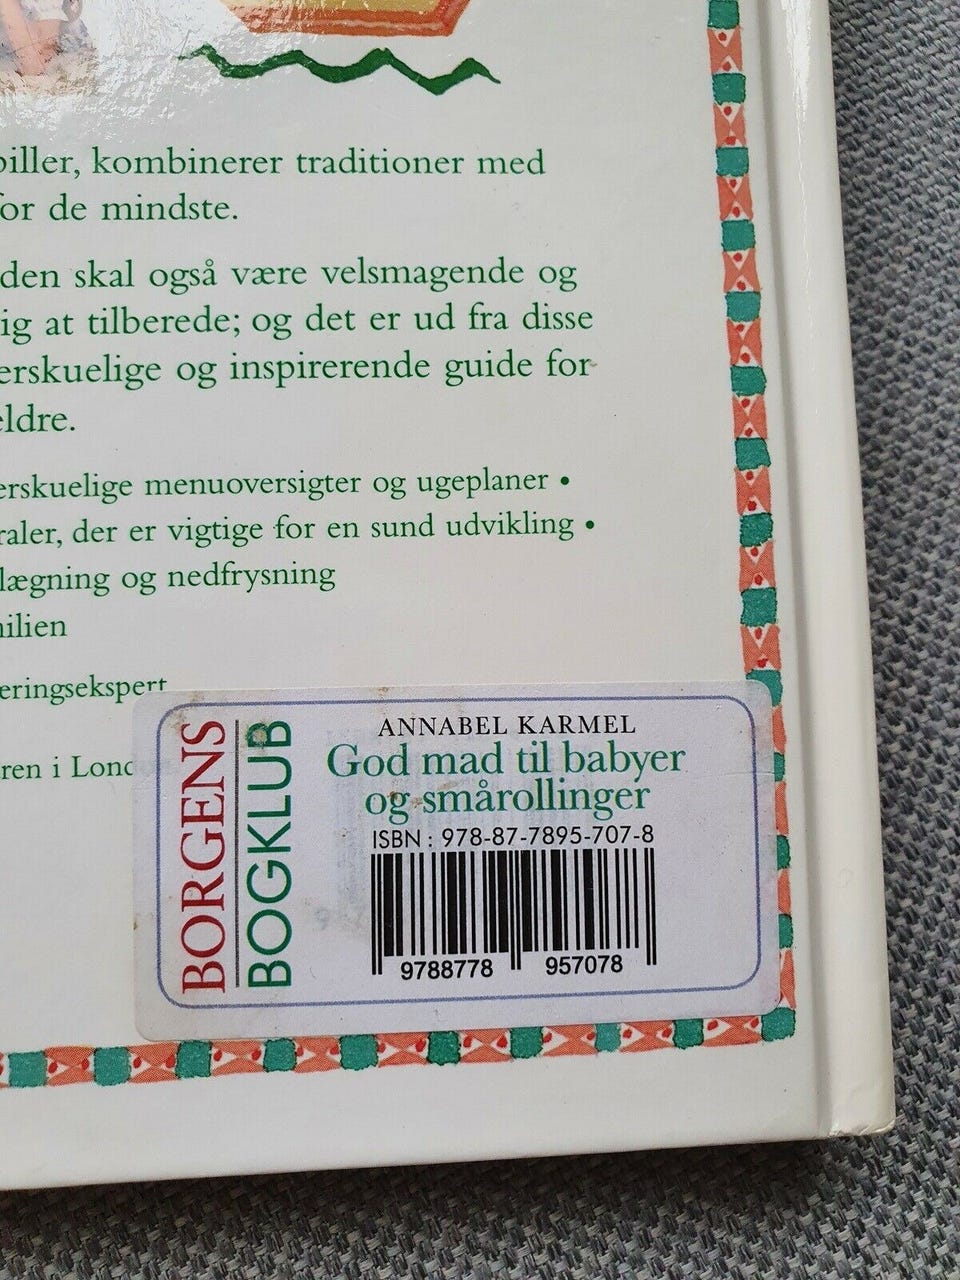 piller, kombinerer traditioner med
for de mindste.
den skal også være velsmagende og
ig at tilberede; og det er ud fra disse
erskuelige og inspirerende guide for
ldre.
erskuelige menuoversigter og ugeplaner •
raler, der er vigtige for en sund udvikling •
lægning og nedfrysning
milien
eringsekspert
ren i Lond
BORGENS
BOGKLUB
ANNABEL KARMEL
God mad til babyer
og smårollinger
ISBN : 978-87-7895-707-8
9788778 957078